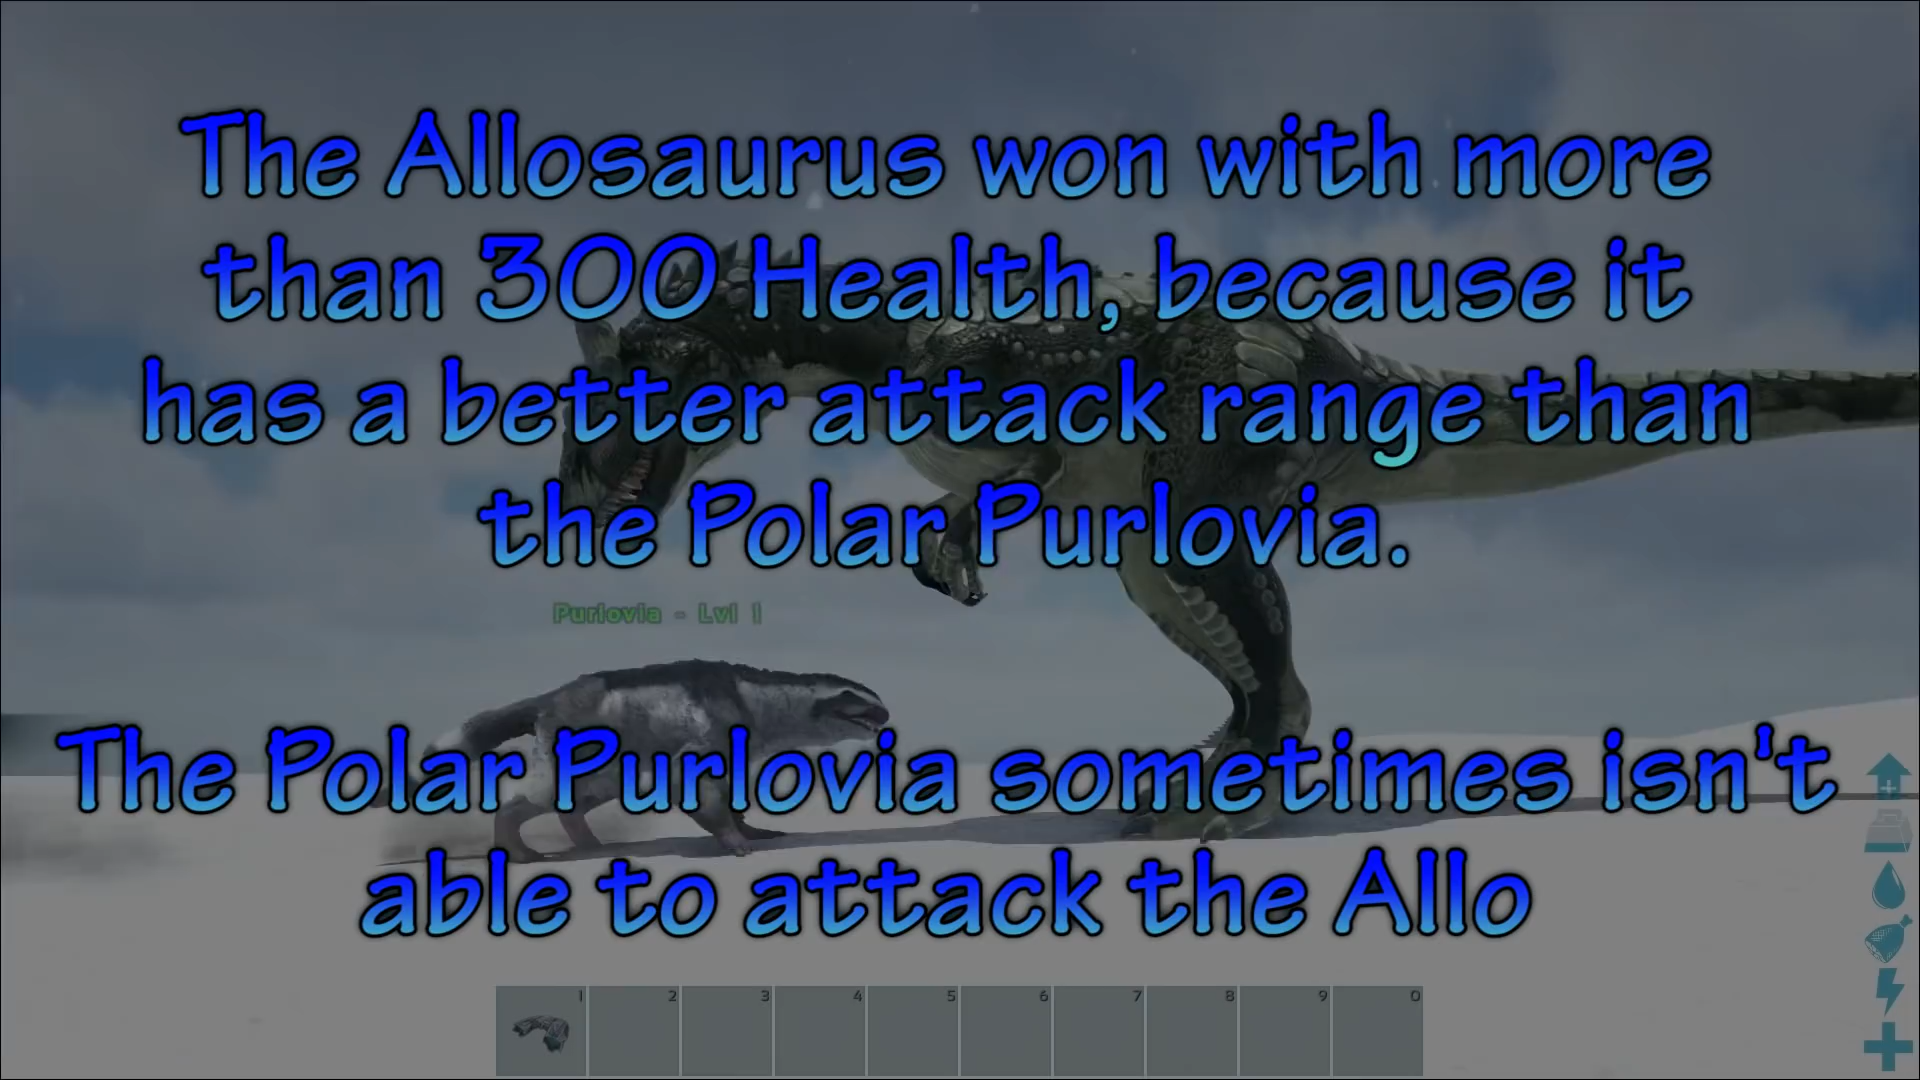 The Allosaurus won with more
than 300 Health, because it
has a better attack range than
the Polar Purlovia.
Purlovia - Lvl 1
The Polar Purlovia sometimes isn't
able to attack the Allo
1 2 3 4 5 6 7 8 9 0